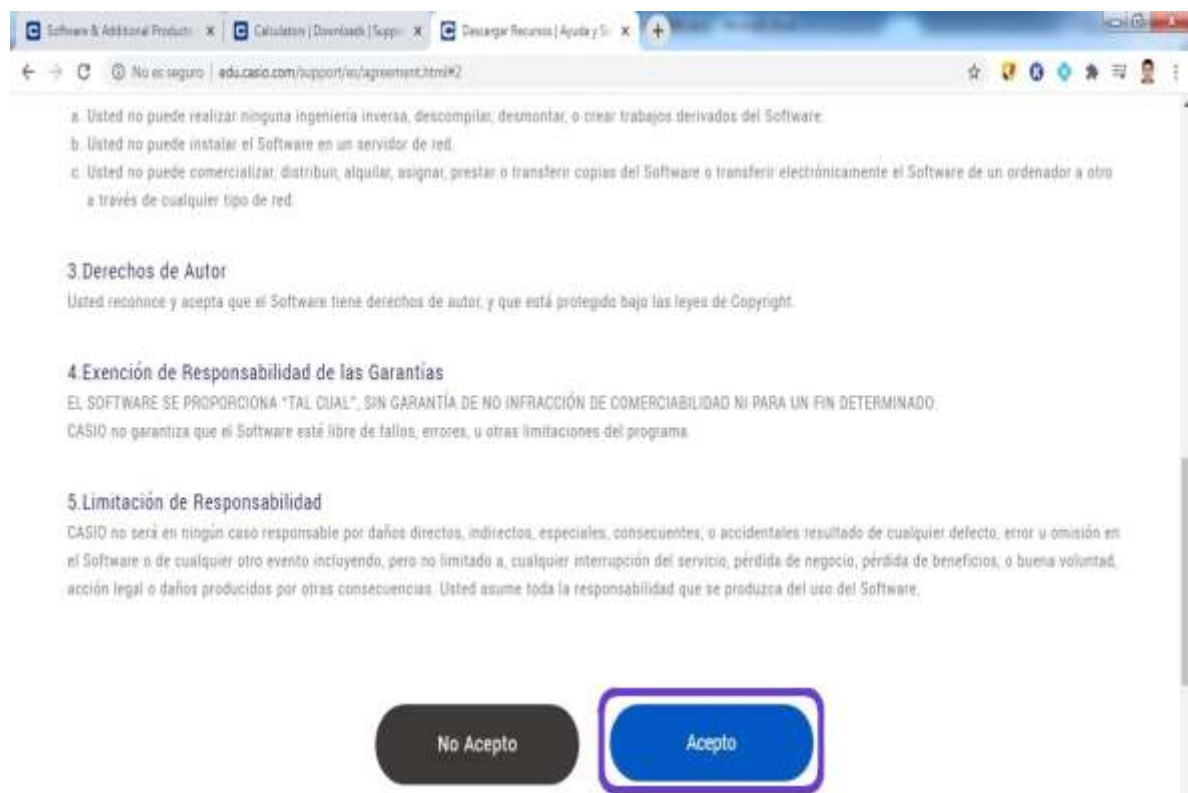 Software & Additional Products
Calculators | Downloads | Suppo
Descargar Recursos | Ayuda y S
No es seguro | edu.casio.com/support/es/agreement.html#2
a. Usted no puede realizar ninguna ingeniería inversa, descompilar, desmontar, o crear trabajos derivados del Software.
b. Usted no puede instalar el Software en un servidor de red.
c. Usted no puede comercializar, distribuir, alquilar, asignar, prestar o transferir copias del Software o transferir electrónicamente el Software de un ordenador a otro
a través de cualquier tipo de red.
3.Derechos de Autor
Usted reconoce y acepta que el Software tiene derechos de autor, y que está protegido bajo las leyes de Copyright.
4.Exención de Responsabilidad de las Garantías
EL SOFTWARE SE PROPORCIONA "TAL CUAL", SIN GARANTÍA DE NO INFRACCIÓN DE COMERCIABILIDAD NI PARA UN FIN DETERMINADO.
CASIO no garantiza que el Software esté libre de fallos, errores, u otras limitaciones del programa.
5.Limitación de Responsabilidad
CASIO no será en ningún caso responsable por daños directos, indirectos, especiales, consecuentes, o accidentales resultado de cualquier defecto, error u omisión en
el Software o de cualquier otro evento incluyendo, pero no limitado a, cualquier interrupción del servicio, pérdida de negocio, pérdida de beneficios, o buena voluntad,
acción legal o daños producidos por otras consecuencias. Usted asume toda la responsabilidad que se produzca del uso del Software.
No Acepto
Acepto